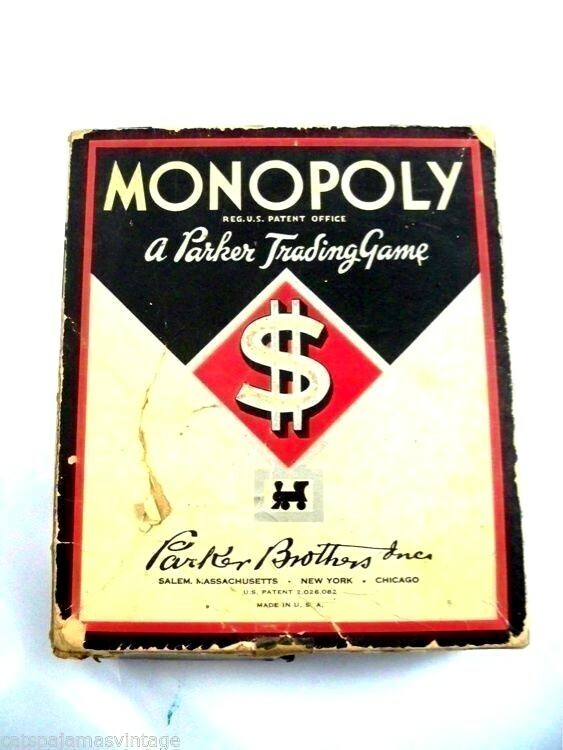 MONOPOLY
REG. U.S. PATENT OFFICE
A Parker Trading Game
$
Parker Brothers Inc.
SALEM, MASSACHUSETTS • NEW YORK • CHICAGO
U.S. PATENT 2,026,082
MADE IN U. S. A.
catspajamasvintage